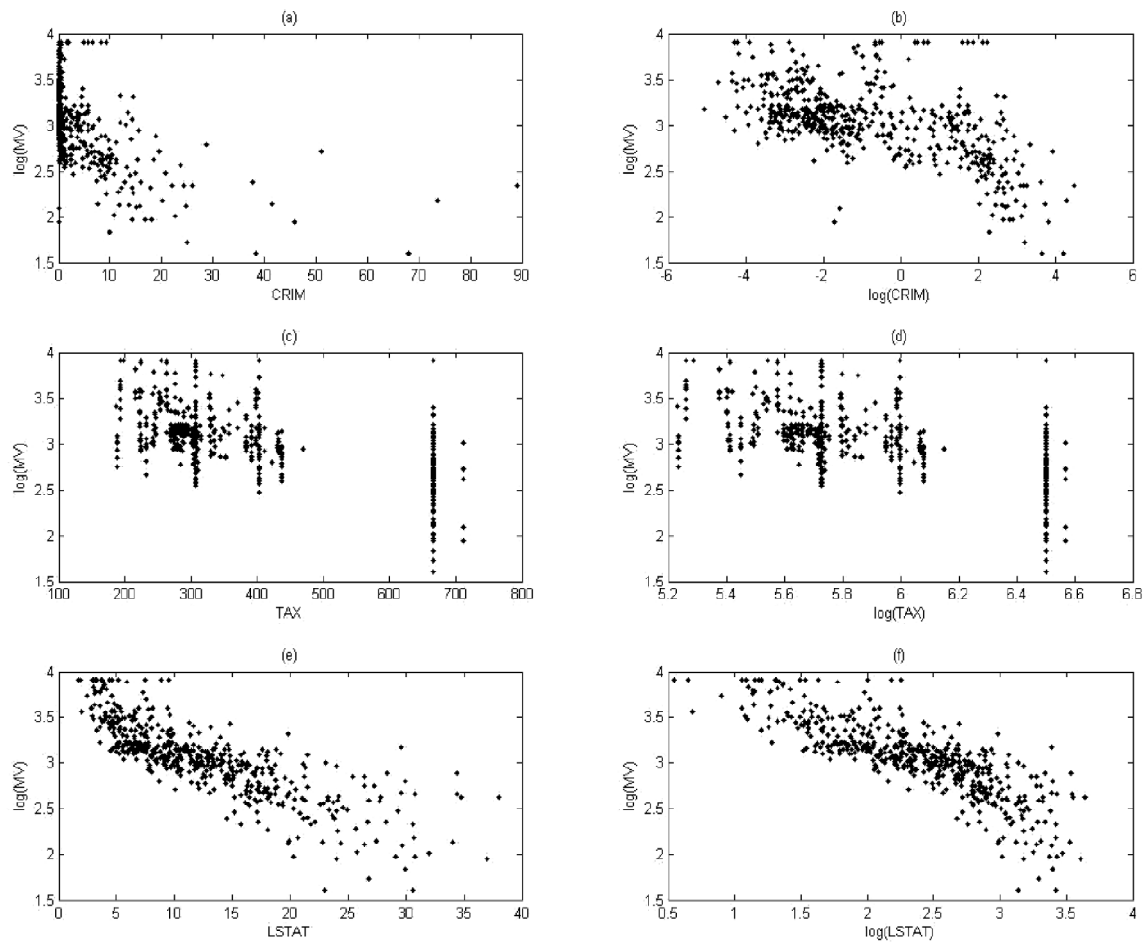 (a)
4
3.5
3
2.5
2
1.5
log(MV)
0 10 20 30 40 50 60 70 80 90
CRIM
(b)
4
3.5
3
2.5
2
1.5
log(MV)
-6 -4 -2 0 2 4 6
log(CRIM)
(c)
4
3.5
3
2.5
2
1.5
log(MV)
100 200 300 400 500 600 700 800
TAX
(d)
4
3.5
3
2.5
2
1.5
log(MV)
5.2 5.4 5.6 5.8 6 6.2 6.4 6.6 6.8
log(TAX)
(e)
4
3.5
3
2.5
2
1.5
log(MV)
0 5 10 15 20 25 30 35 40
LSTAT
(f)
4
3.5
3
2.5
2
1.5
log(MV)
0.5 1 1.5 2 2.5 3 3.5 4
log(LSTAT)